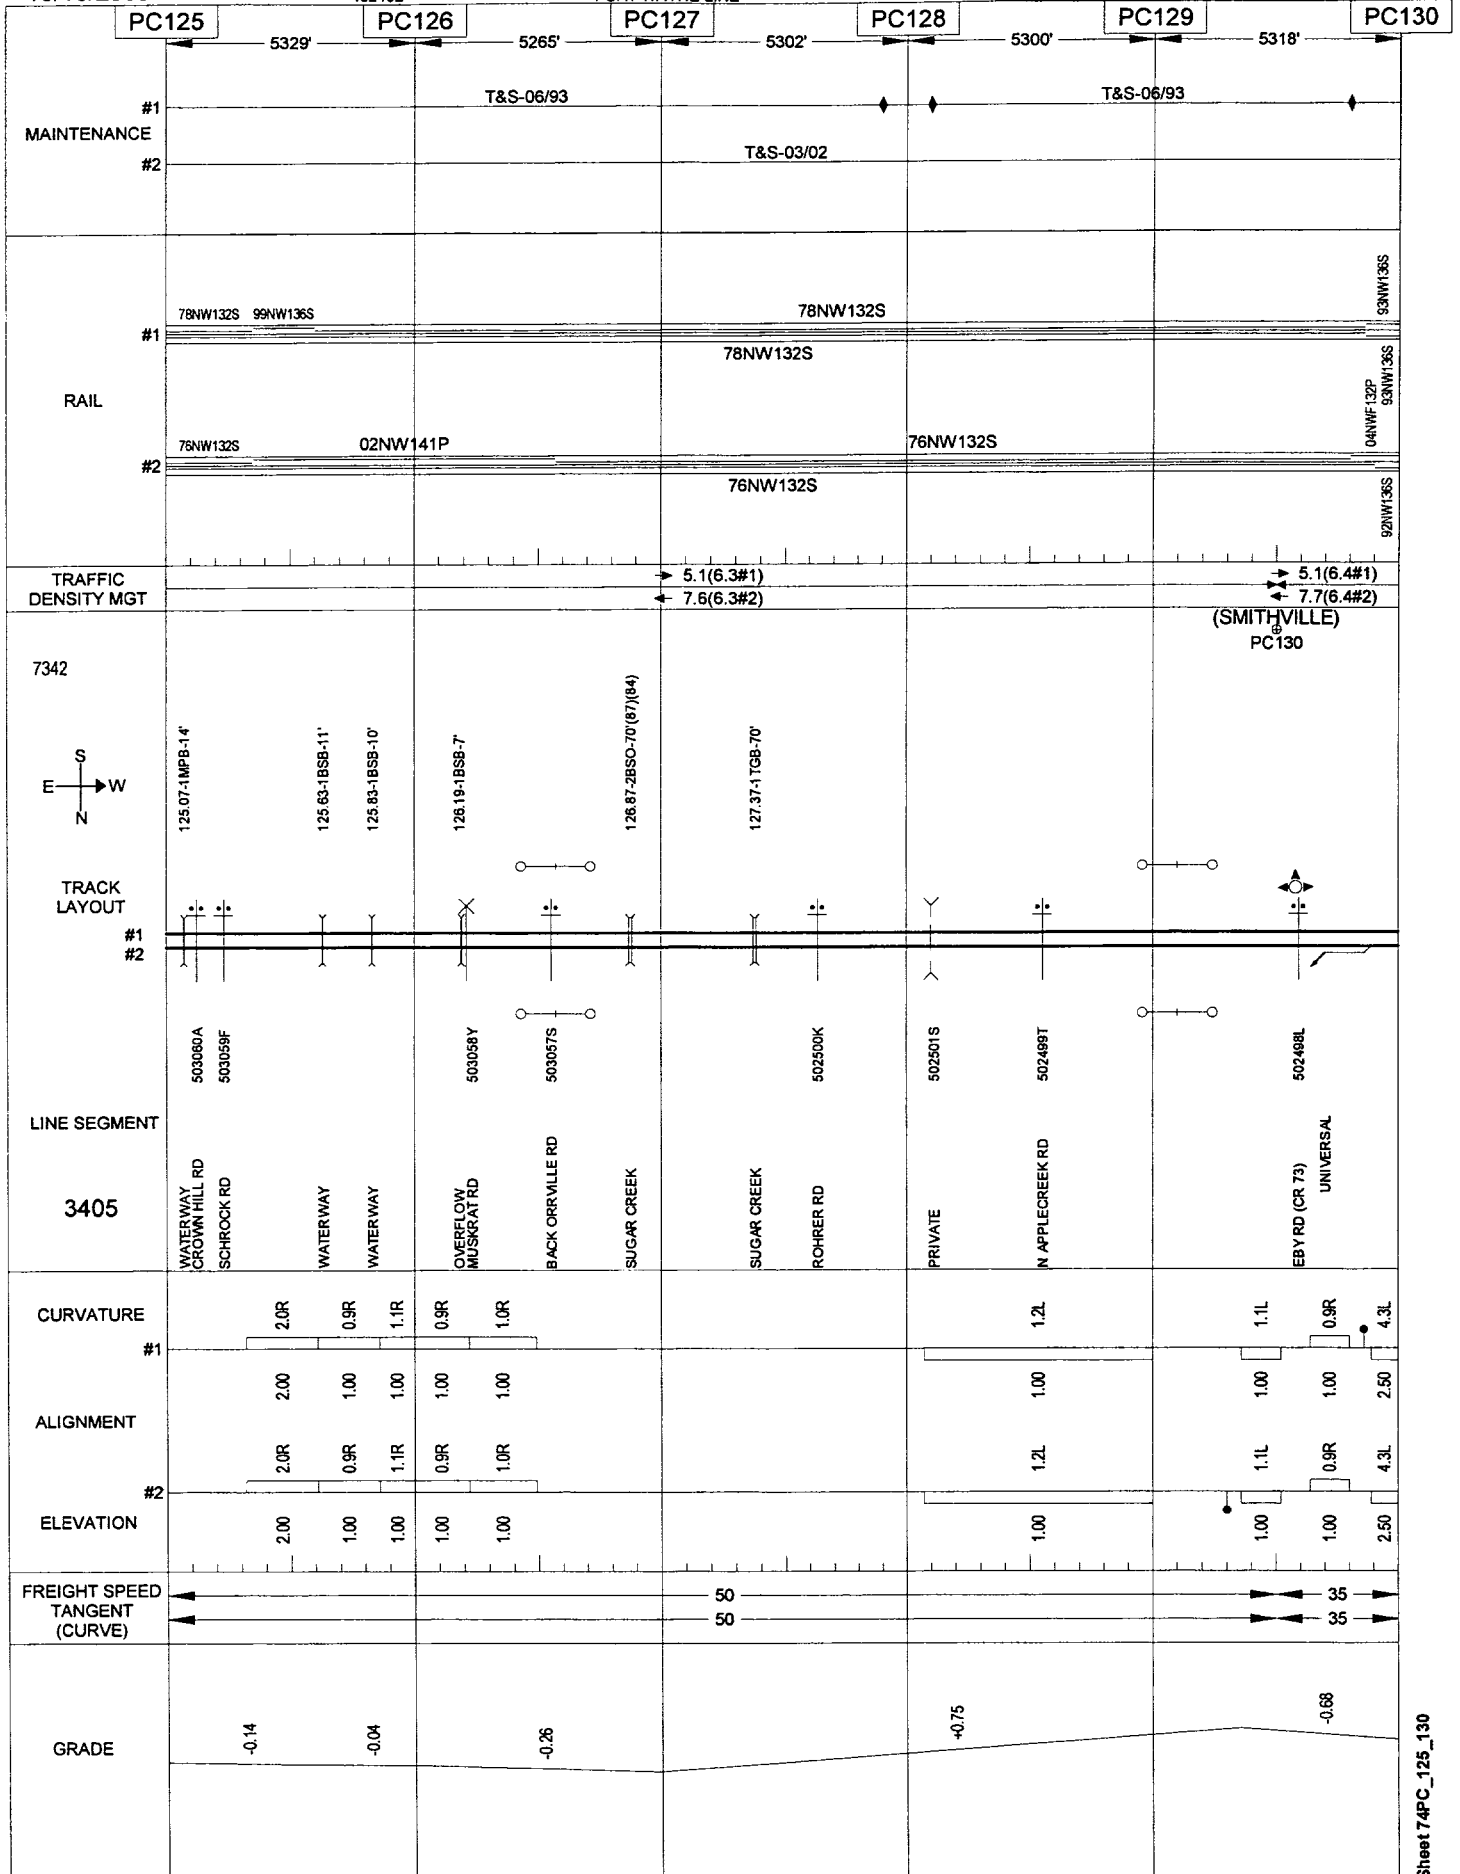 PC125 PC126 PC127 PC128 PC129 PC130
5329' 5265' 5302' 5300' 5318'
MAINTENANCE
#1 T&S-06/93 T&S-06/93
#2 T&S-03/02
RAIL
78NW132S 99NW136S 78NW132S 93NW136S
#1
78NW132S 93NW136S
76NW132S 02NW141P 76NW132S 04NWF132P
#2
76NW132S 92NW136S
TRAFFIC
DENSITY MGT
5.1(6.3#1) 5.1(6.4#1)
7.6(6.3#2) 7.7(6.4#2)
(SMITHVILLE)
PC130
7342
S
E W
N
125.07-1MPB-14'
125.63-1BSB-11'
125.83-1BSB-10'
126.19-1BSB-7'
126.87-2BSO-70'(87)(84)
127.37-1TGB-70'
TRACK
LAYOUT
#1
#2
503060A
503059F
503058Y
503057S
502500K
502501S
502499T
502498L
LINE SEGMENT
3405
WATERWAY
CROWN HILL RD
SCHROCK RD
WATERWAY
WATERWAY
OVERFLOW
MUSKRAT RD
BACK ORRVILLE RD
SUGAR CREEK
SUGAR CREEK
ROHRER RD
PRIVATE
N APPLECREEK RD
EBY RD (CR 73)
UNIVERSAL
CURVATURE
2.0R 0.9R 1.1R 0.9R 1.0R 1.2L 1.1L 0.9R 4.3L
#1
2.00 1.00 1.00 1.00 1.00 1.00 1.00 1.00 2.50
ALIGNMENT
2.0R 0.9R 1.1R 0.9R 1.0R 1.2L 1.1L 0.9R 4.3L
#2
ELEVATION
2.00 1.00 1.00 1.00 1.00 1.00 1.00 1.00 2.50
FREIGHT SPEED
TANGENT
(CURVE)
50 35
50 35
GRADE
-0.14 -0.04 -0.26 +0.75 -0.68
Sheet 74PC_125_130